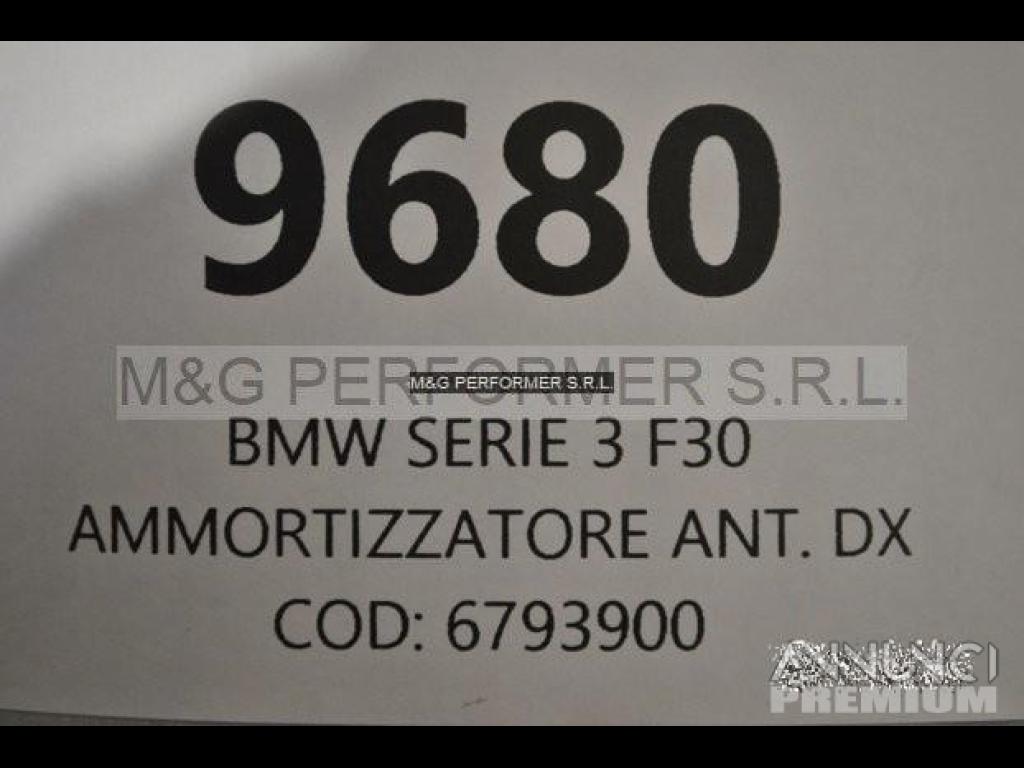 9680
M&G PERFORMER S.R.L.
M&G PERFORMER S.R.L.
BMW SERIE 3 F30
AMMORTIZZATORE ANT. DX
COD: 6793900
ANNUNCI
PREMIUM